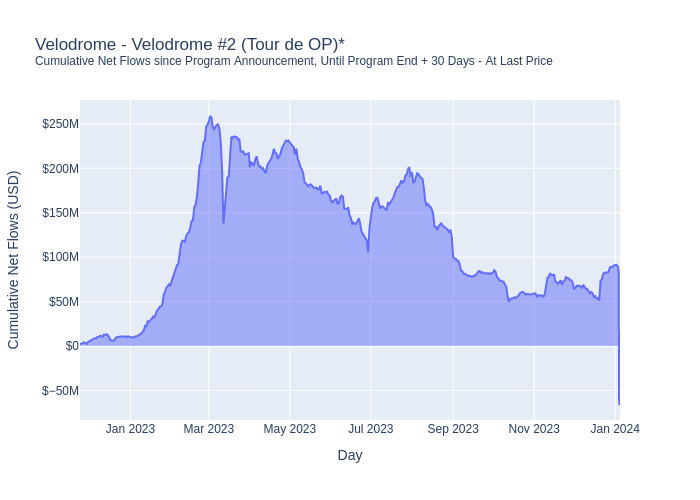 Velodrome - Velodrome #2 (Tour de OP)*
Cumulative Net Flows since Program Announcement, Until Program End + 30 Days - At Last Price
Cumulative Net Flows (USD)
$250M
$200M
$150M
$100M
$50M
$0
$−50M
Jan 2023
Mar 2023
May 2023
Jul 2023
Sep 2023
Nov 2023
Jan 2024
Day